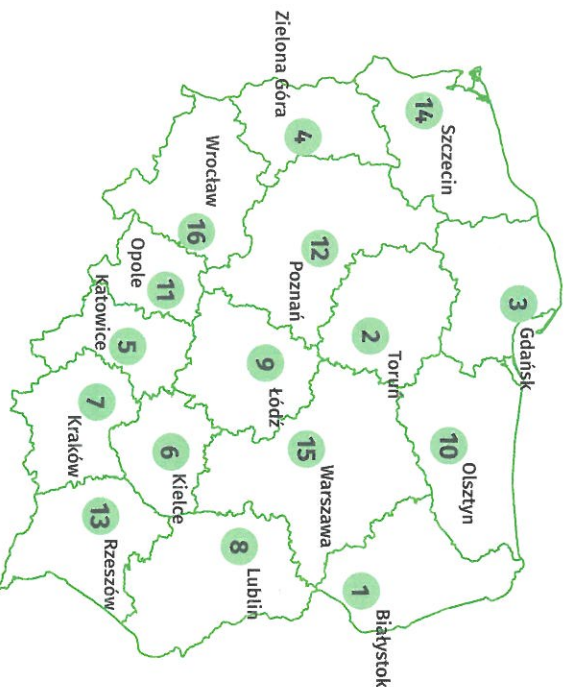 Zielona Góra
4
14
Szczecin
Wrocław
16
12
Poznań
3
Gdańsk
2
Toruń
Opole
11
Katowice
5
9
Łódź
10
Olsztyn
7
Kraków
6
Kielce
15
Warszawa
13
Rzeszów
8
Lublin
1
Białystok